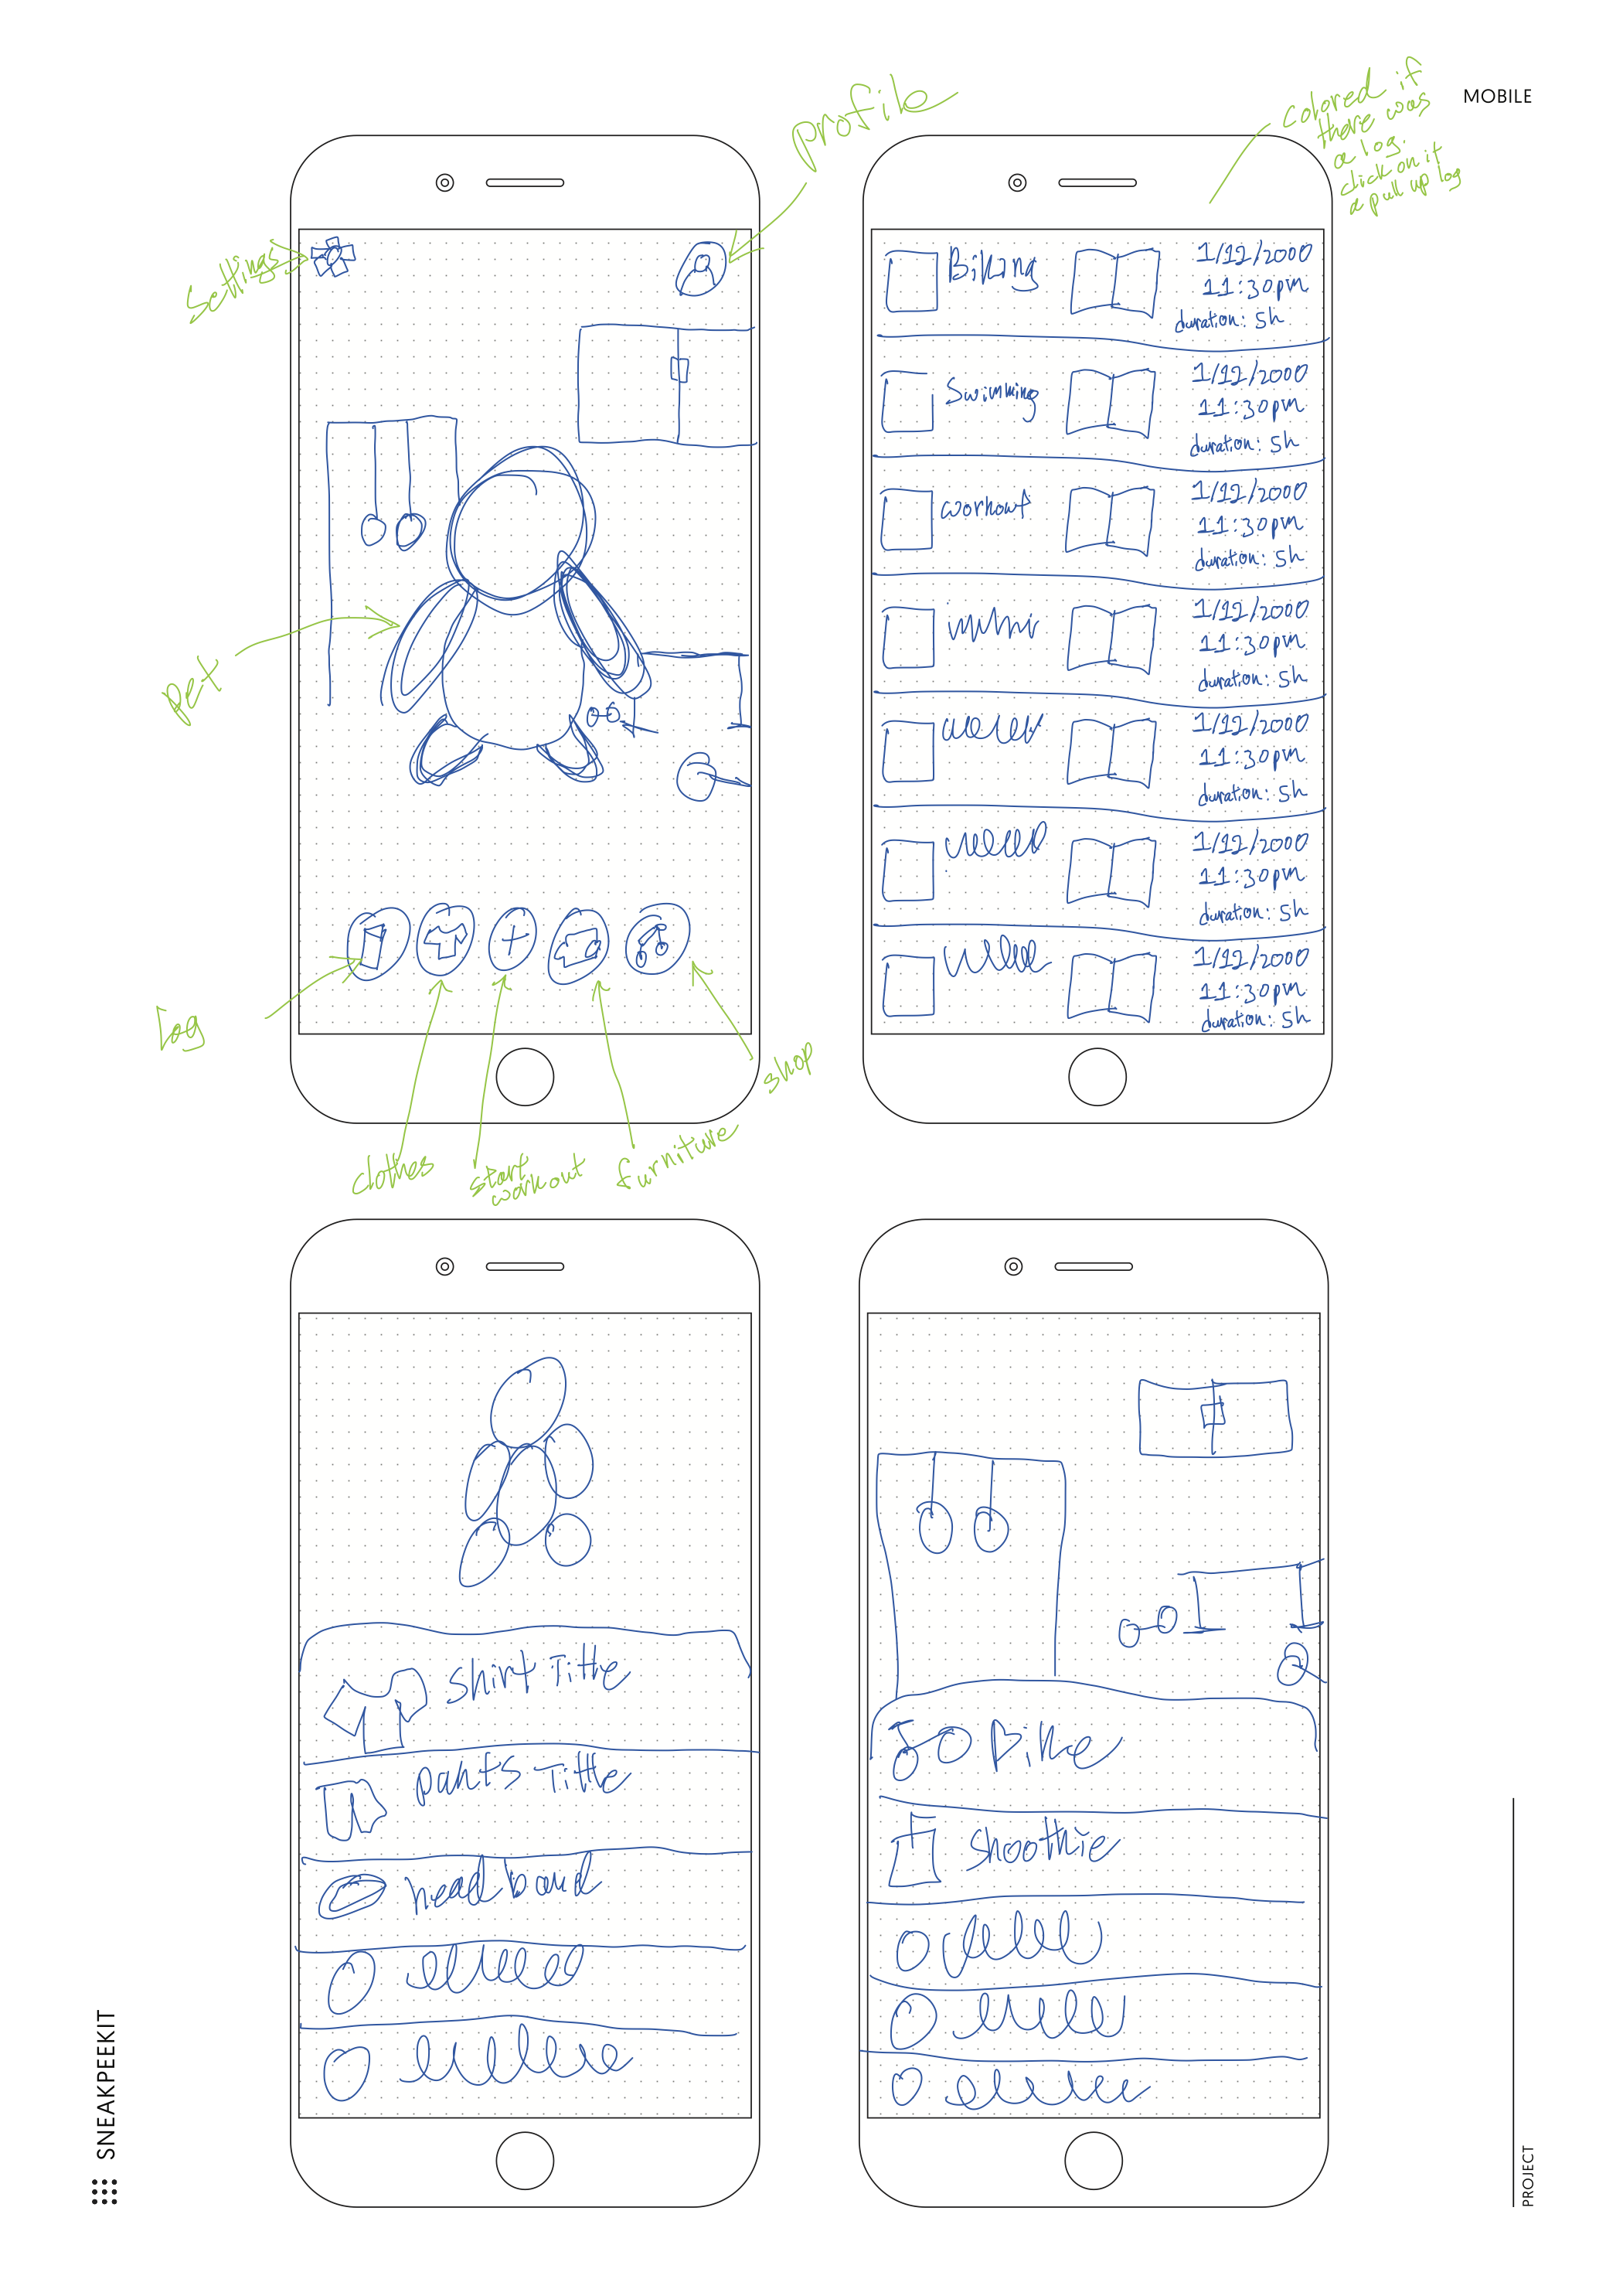 MOBILE
profile
settings
pet
Log
clothes
start
workout
furniture
shop
colored if
there was
a log.
click on it
a pull up log
Biking
1/12/2000
11:30pm
duration: 5h
Swimming
1/12/2000
11:30pm
duration: 5h
workout
1/12/2000
11:30pm
duration: 5h
1/12/2000
11:30pm
duration: 5h
1/12/2000
11:30pm
duration: 5h
1/12/2000
11:30pm
duration: 5h
1/12/2000
11:30pm
duration: 5h
shirt Title
pants Title
head band
Bike
Shoothie
SNEAKPEEKIT
PROJECT